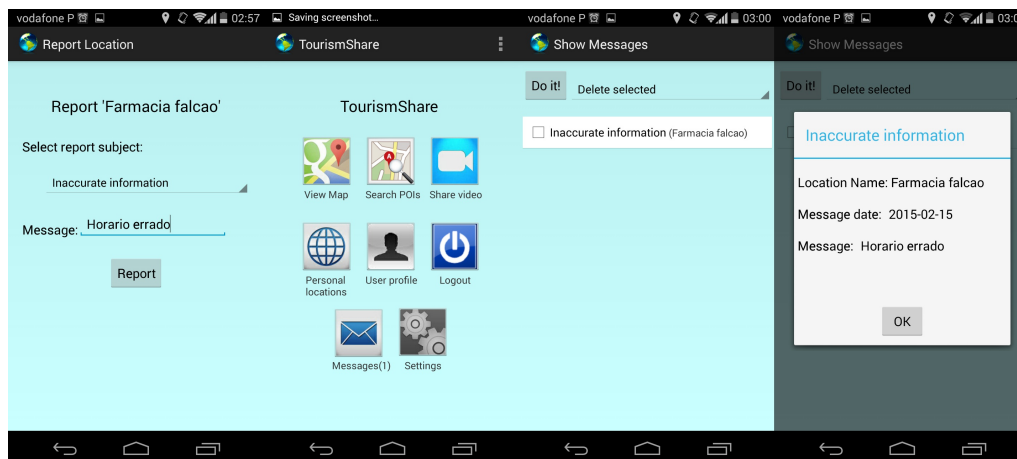 vodafone P
02:57
Report Location
Report 'Farmacia falcao'
Select report subject:
Inaccurate information
Message: Horario errado
Report
Saving screenshot...
TourismShare
TourismShare
View Map
Search POIs
Share video
Personal
locations
User profile
Logout
Messages(1)
Settings
vodafone P
03:00
Show Messages
Do it!
Delete selected
Inaccurate information (Farmacia falcao)
vodafone P
03:0
Show Messages
Do it!
Delete selected
Inaccurate information
Location Name: Farmacia falcao
Message date: 2015-02-15
Message: Horario errado
OK